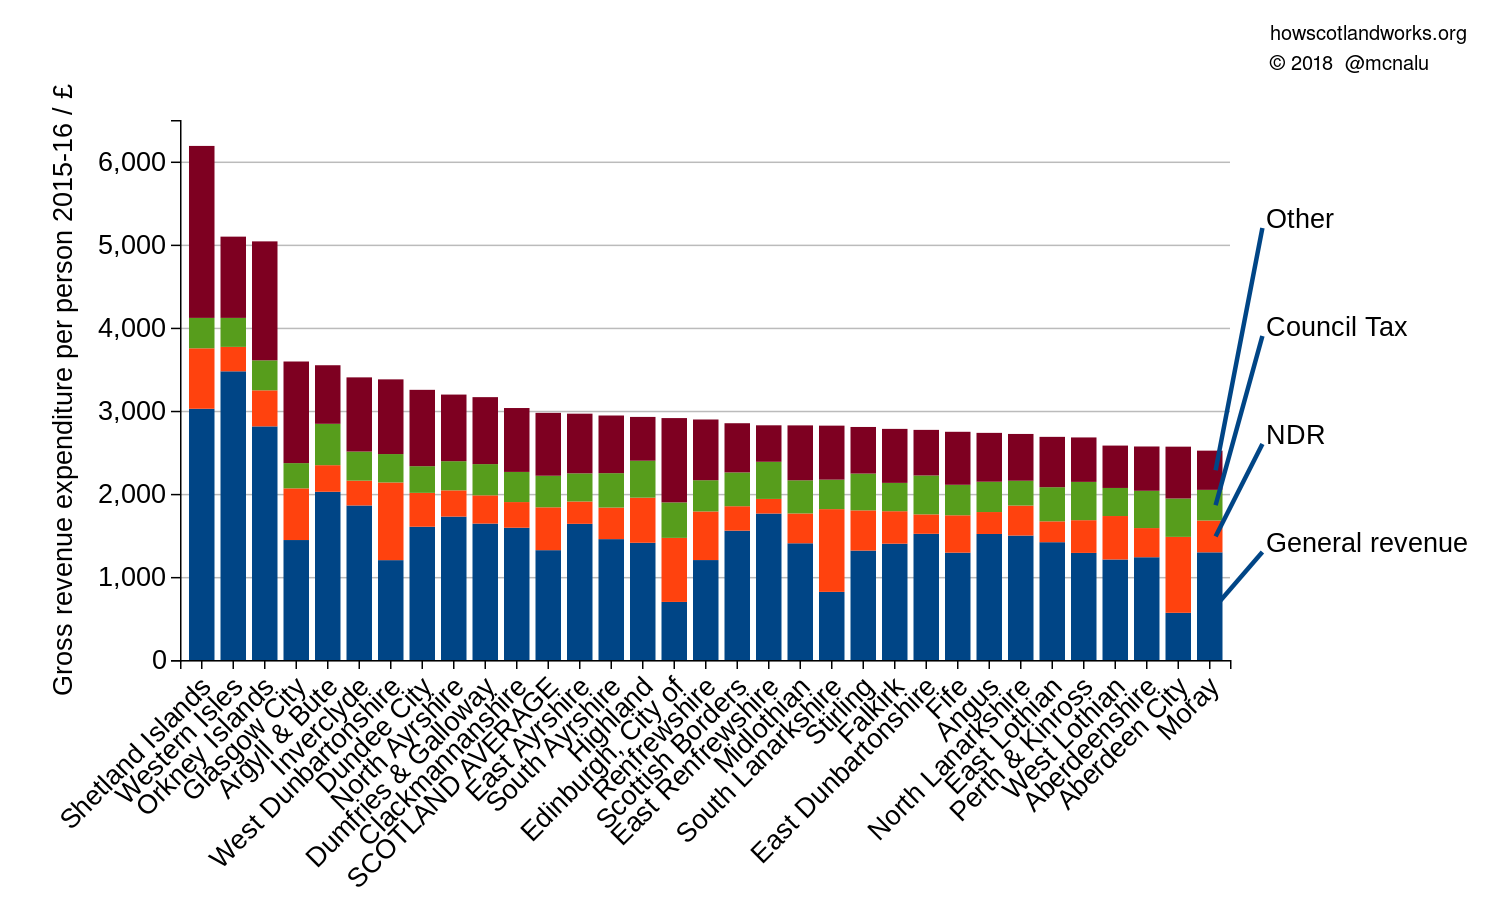 howscotlandworks.org
© 2018 @mcnalu
Gross revenue expenditure per person 2015-16 / £
6,000
5,000
4,000
3,000
2,000
1,000
0
Other
Council Tax
NDR
General revenue
Shetland Islands
Western Isles
Orkney Islands
Glasgow City
Argyll & Bute
Inverclyde
West Dunbartonshire
Dundee City
North Ayrshire
Dumfries & Galloway
Clackmannanshire
SCOTLAND AVERAGE
East Ayrshire
South Ayrshire
Highland
Edinburgh, City of
Renfrewshire
Scottish Borders
East Renfrewshire
Midlothian
South Lanarkshire
Stirling
Falkirk
East Dunbartonshire
Fife
Angus
North Lanarkshire
East Lothian
Perth & Kinross
West Lothian
Aberdeenshire
Aberdeen City
Moray